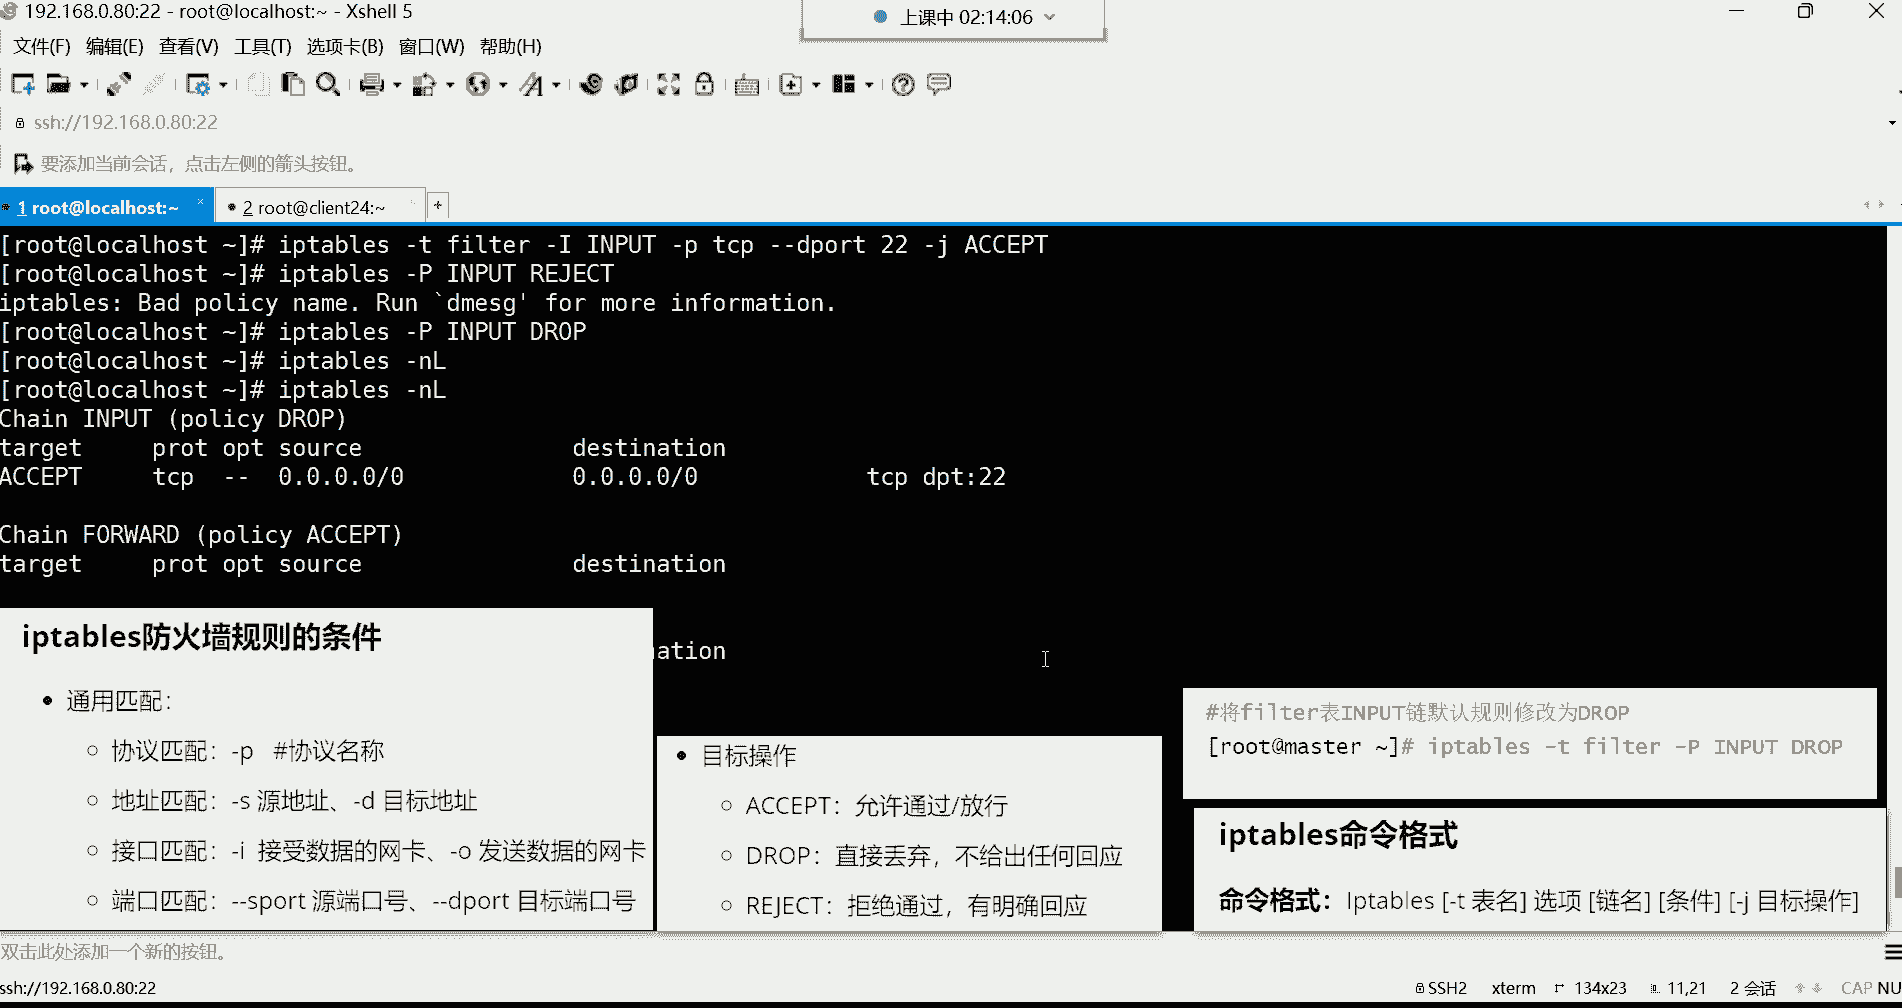 192.168.0.80:22 - root@localhost:~ - Xshell 5
上课中 02:14:06
文件(F) 编辑(E) 查看(V) 工具(T) 选项卡(B) 窗口(W) 帮助(H)
ssh://192.168.0.80:22
要添加当前会话，点击左侧的箭头按钮。
1 root@localhost:~ × 2 root@client24:~ +
[root@localhost ~]# iptables -t filter -I INPUT -p tcp --dport 22 -j ACCEPT
[root@localhost ~]# iptables -P INPUT REJECT
iptables: Bad policy name. Run `dmesg' for more information.
[root@localhost ~]# iptables -P INPUT DROP
[root@localhost ~]# iptables -nL
[root@localhost ~]# iptables -nL
Chain INPUT (policy DROP)
target     prot opt source               destination
ACCEPT     tcp  --  0.0.0.0/0            0.0.0.0/0            tcp dpt:22
Chain FORWARD (policy ACCEPT)
target     prot opt source               destination
ation
iptables防火墙规则的条件
• 通用匹配：
○ 协议匹配：-p #协议名称
○ 地址匹配：-s 源地址、-d 目标地址
○ 接口匹配：-i 接受数据的网卡、-o 发送数据的网卡
○ 端口匹配：--sport 源端口号、--dport 目标端口号
• 目标操作
○ ACCEPT：允许通过/放行
○ DROP：直接丢弃，不给出任何回应
○ REJECT：拒绝通过，有明确回应
#将filter表INPUT链默认规则修改为DROP
[root@master ~]# iptables -t filter -P INPUT DROP
iptables命令格式
命令格式：Iptables [-t 表名] 选项 [链名] [条件] [-j 目标操作]
双击此处添加一个新的按钮。
ssh://192.168.0.80:22
SSH2 xterm 134x23 11,21 2 会话 CAP NU